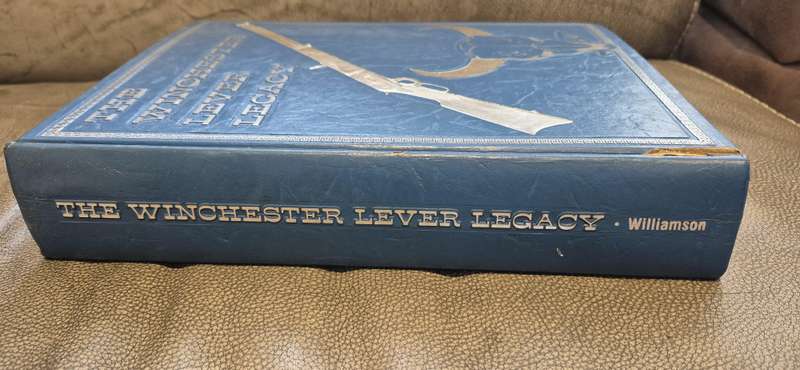 THE
WINCHESTER
LEVER
LEGACY
THE WINCHESTER LEVER LEGACY · Williamson